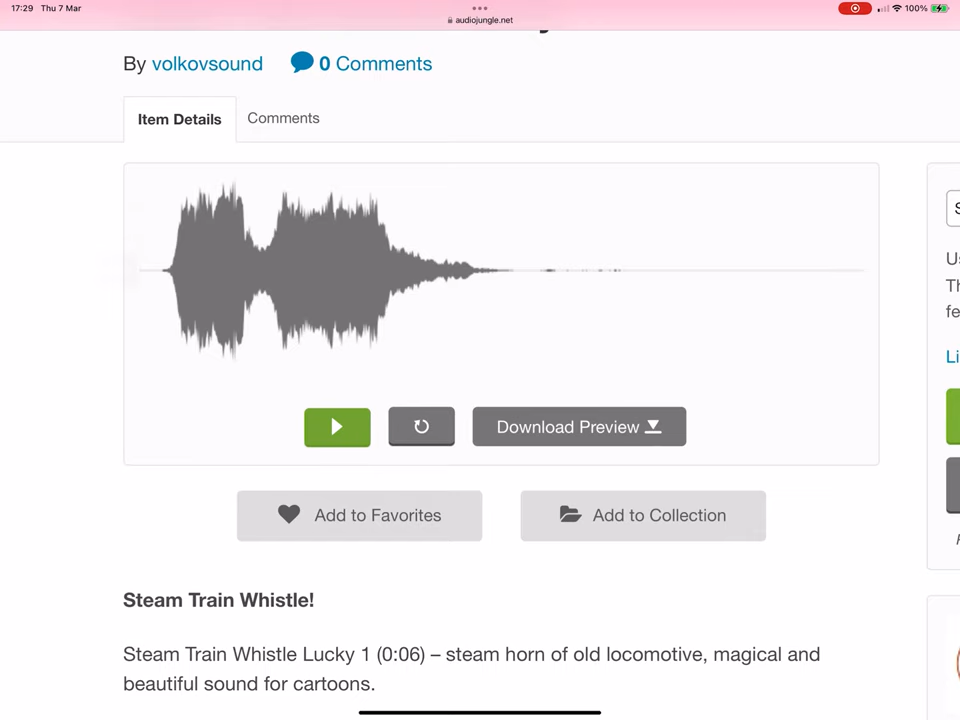 17:29 Thu 7 Mar
100%
audiojungle.net
By volkovsound 0 Comments
Item Details
Comments
Download Preview
Add to Favorites
Add to Collection
Steam Train Whistle!
Steam Train Whistle Lucky 1 (0:06) – steam horn of old locomotive, magical and
beautiful sound for cartoons.